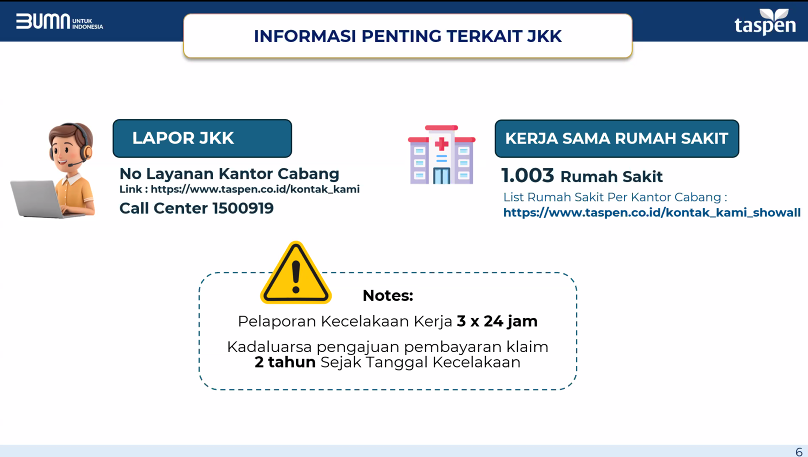 BUMN UNTUK INDONESIA
INFORMASI PENTING TERKAIT JKK
taspen
LAPOR JKK
No Layanan Kantor Cabang
Link : https://www.taspen.co.id/kontak_kami
Call Center 1500919
KERJA SAMA RUMAH SAKIT
1.003 Rumah Sakit
List Rumah Sakit Per Kantor Cabang :
https://www.taspen.co.id/kontak_kami_showall
Notes:
Pelaporan Kecelakaan Kerja 3 x 24 jam
Kadaluarsa pengajuan pembayaran klaim
2 tahun Sejak Tanggal Kecelakaan
6